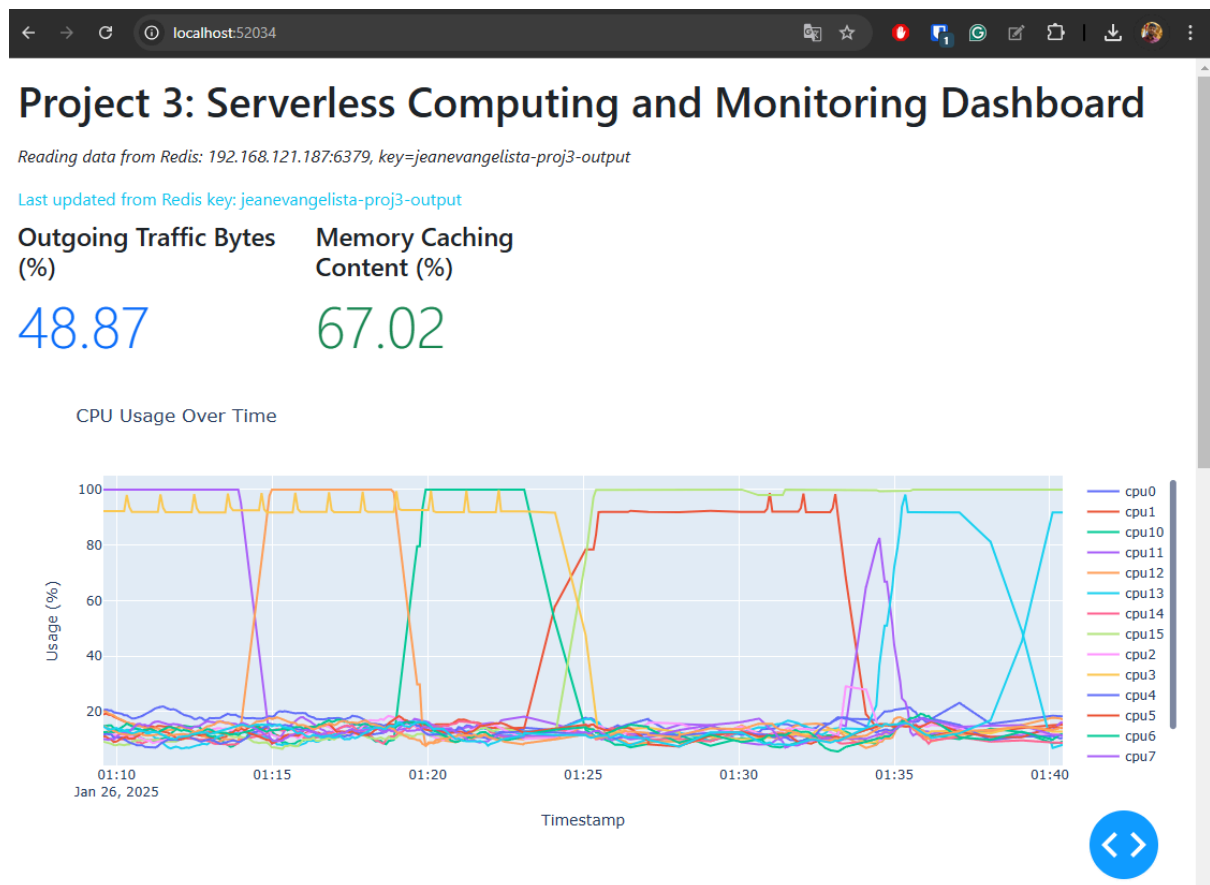 localhost:52034
1
Project 3: Serverless Computing and Monitoring Dashboard
Reading data from Redis: 192.168.121.187:6379, key=jeanevangelista-proj3-output
Last updated from Redis key: jeanevangelista-proj3-output
Outgoing Traffic Bytes
(%)
48.87
Memory Caching
Content (%)
67.02
CPU Usage Over Time
Usage (%)
100
80
60
40
20
01:10
Jan 26, 2025
01:15
01:20
01:25
01:30
01:35
01:40
Timestamp
cpu0
cpu1
cpu10
cpu11
cpu12
cpu13
cpu14
cpu15
cpu2
cpu3
cpu4
cpu5
cpu6
cpu7